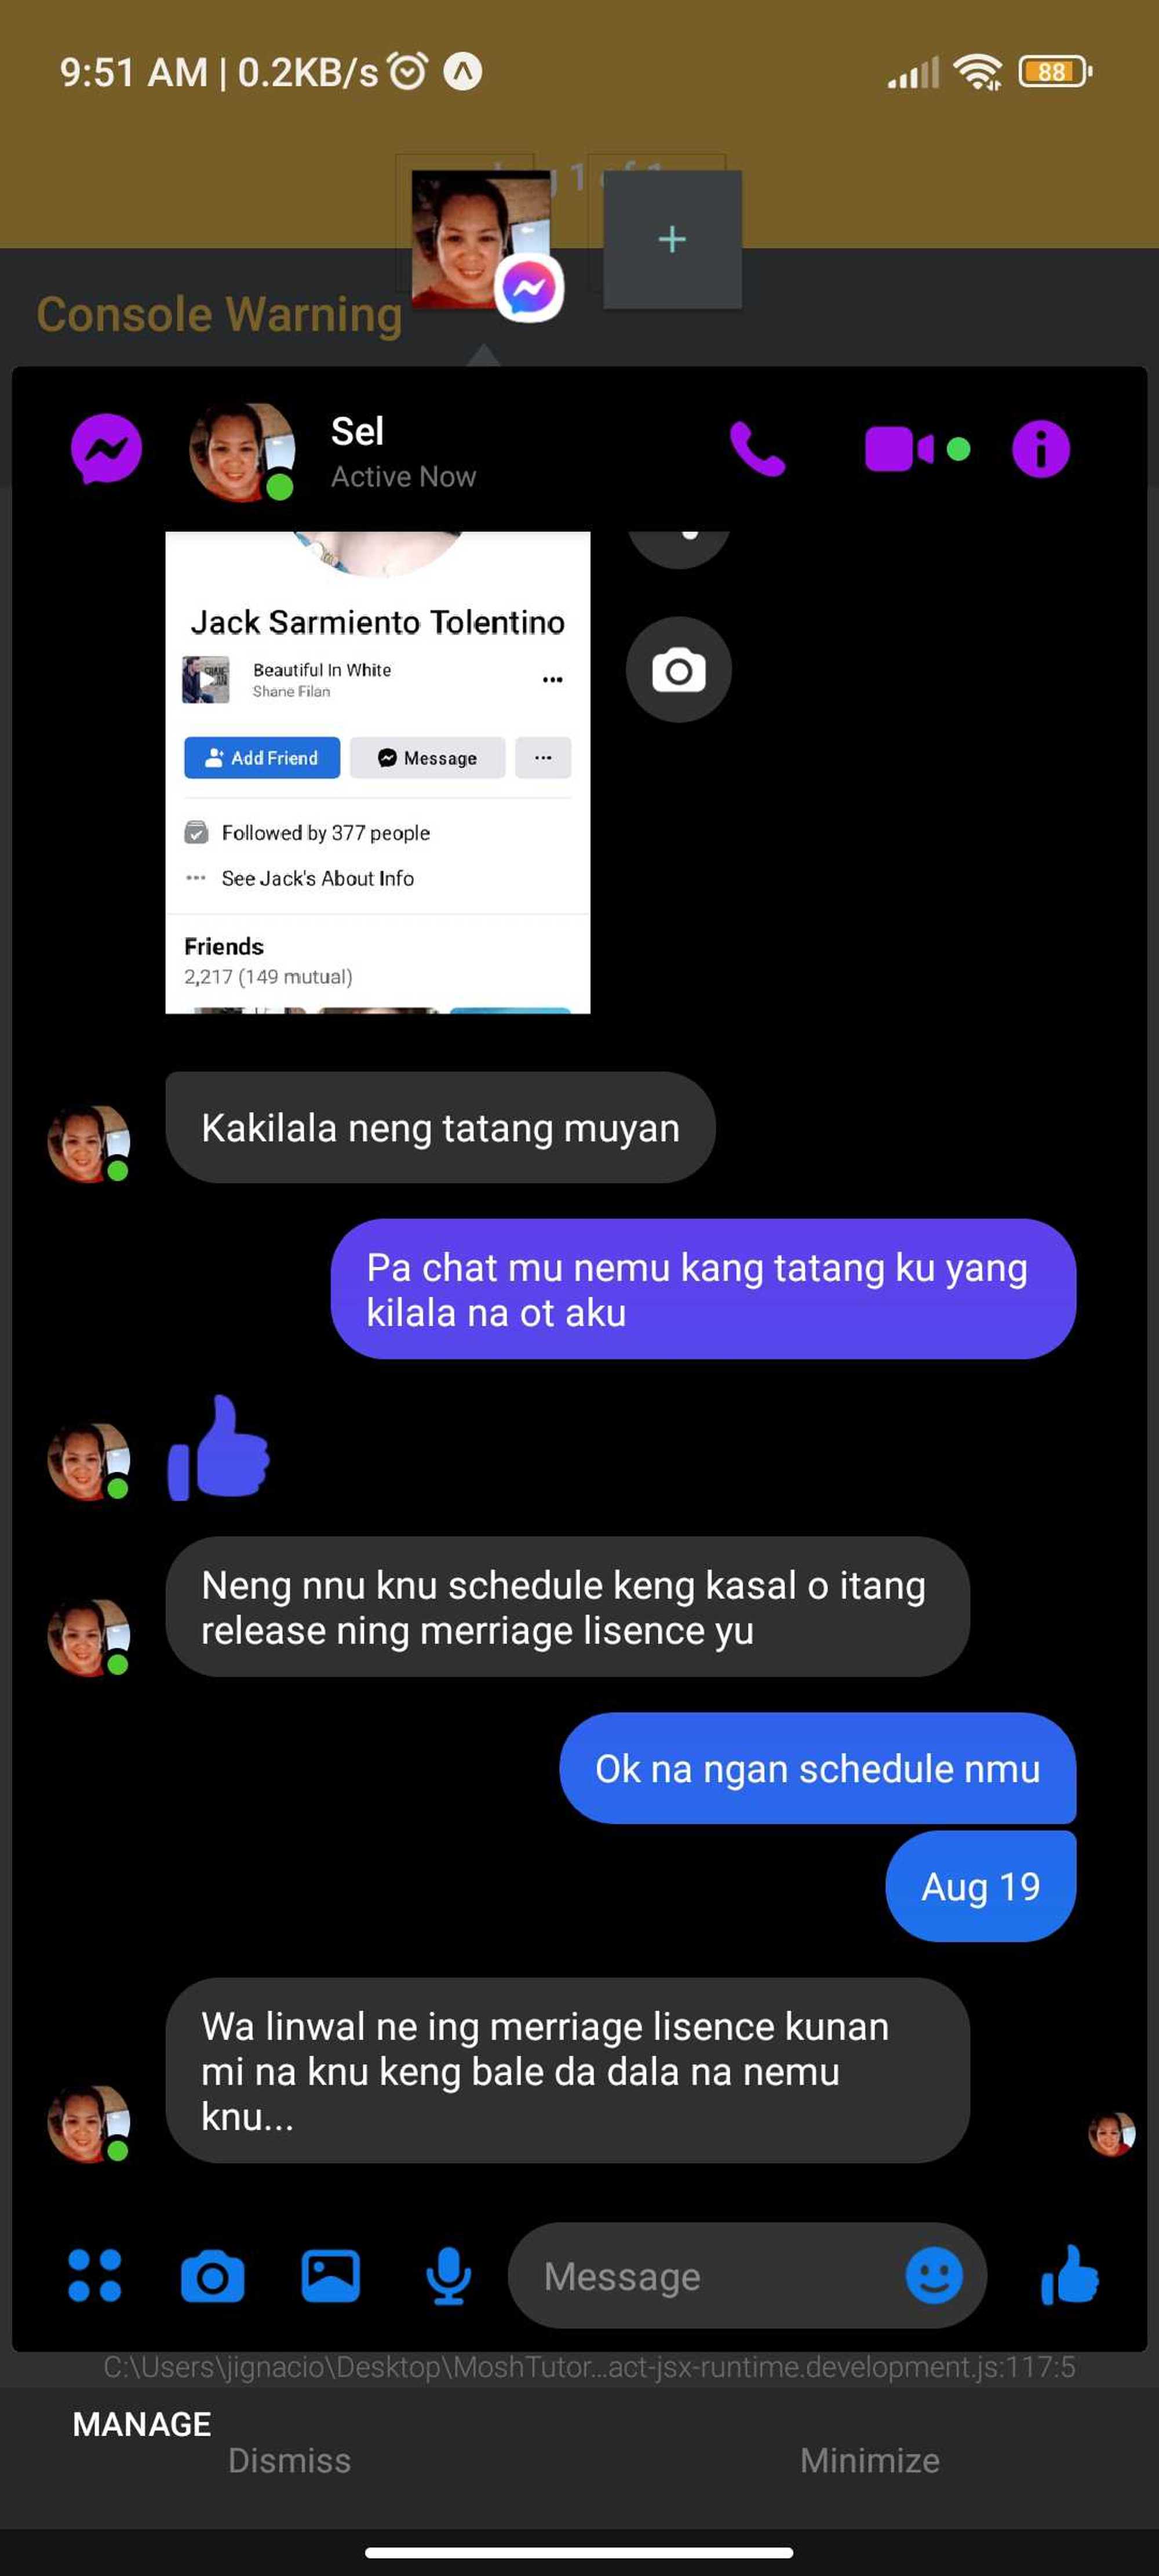 9:51 AM | 0.2KB/s
88
Console Warning
Sel
Active Now
Jack Sarmiento Tolentino
Beautiful In White
Shane Filan
Add Friend
Message
Followed by 377 people
See Jack's About Info
Friends
2,217 (149 mutual)
Kakilala neng tatang muyan
Pa chat mu nemu kang tatang ku yang
kilala na ot aku
Neng nnu knu schedule keng kasal o itang
release ning merriage lisence yu
Ok na ngan schedule nmu
Aug 19
Wa linwal ne ing merriage lisence kunan
mi na knu keng bale da dala na nemu
knu...
Message
C:\Users\jignacio\Desktop\MoshTutor...act-jsx-runtime.development.js:117:5
MANAGE
Dismiss
Minimize